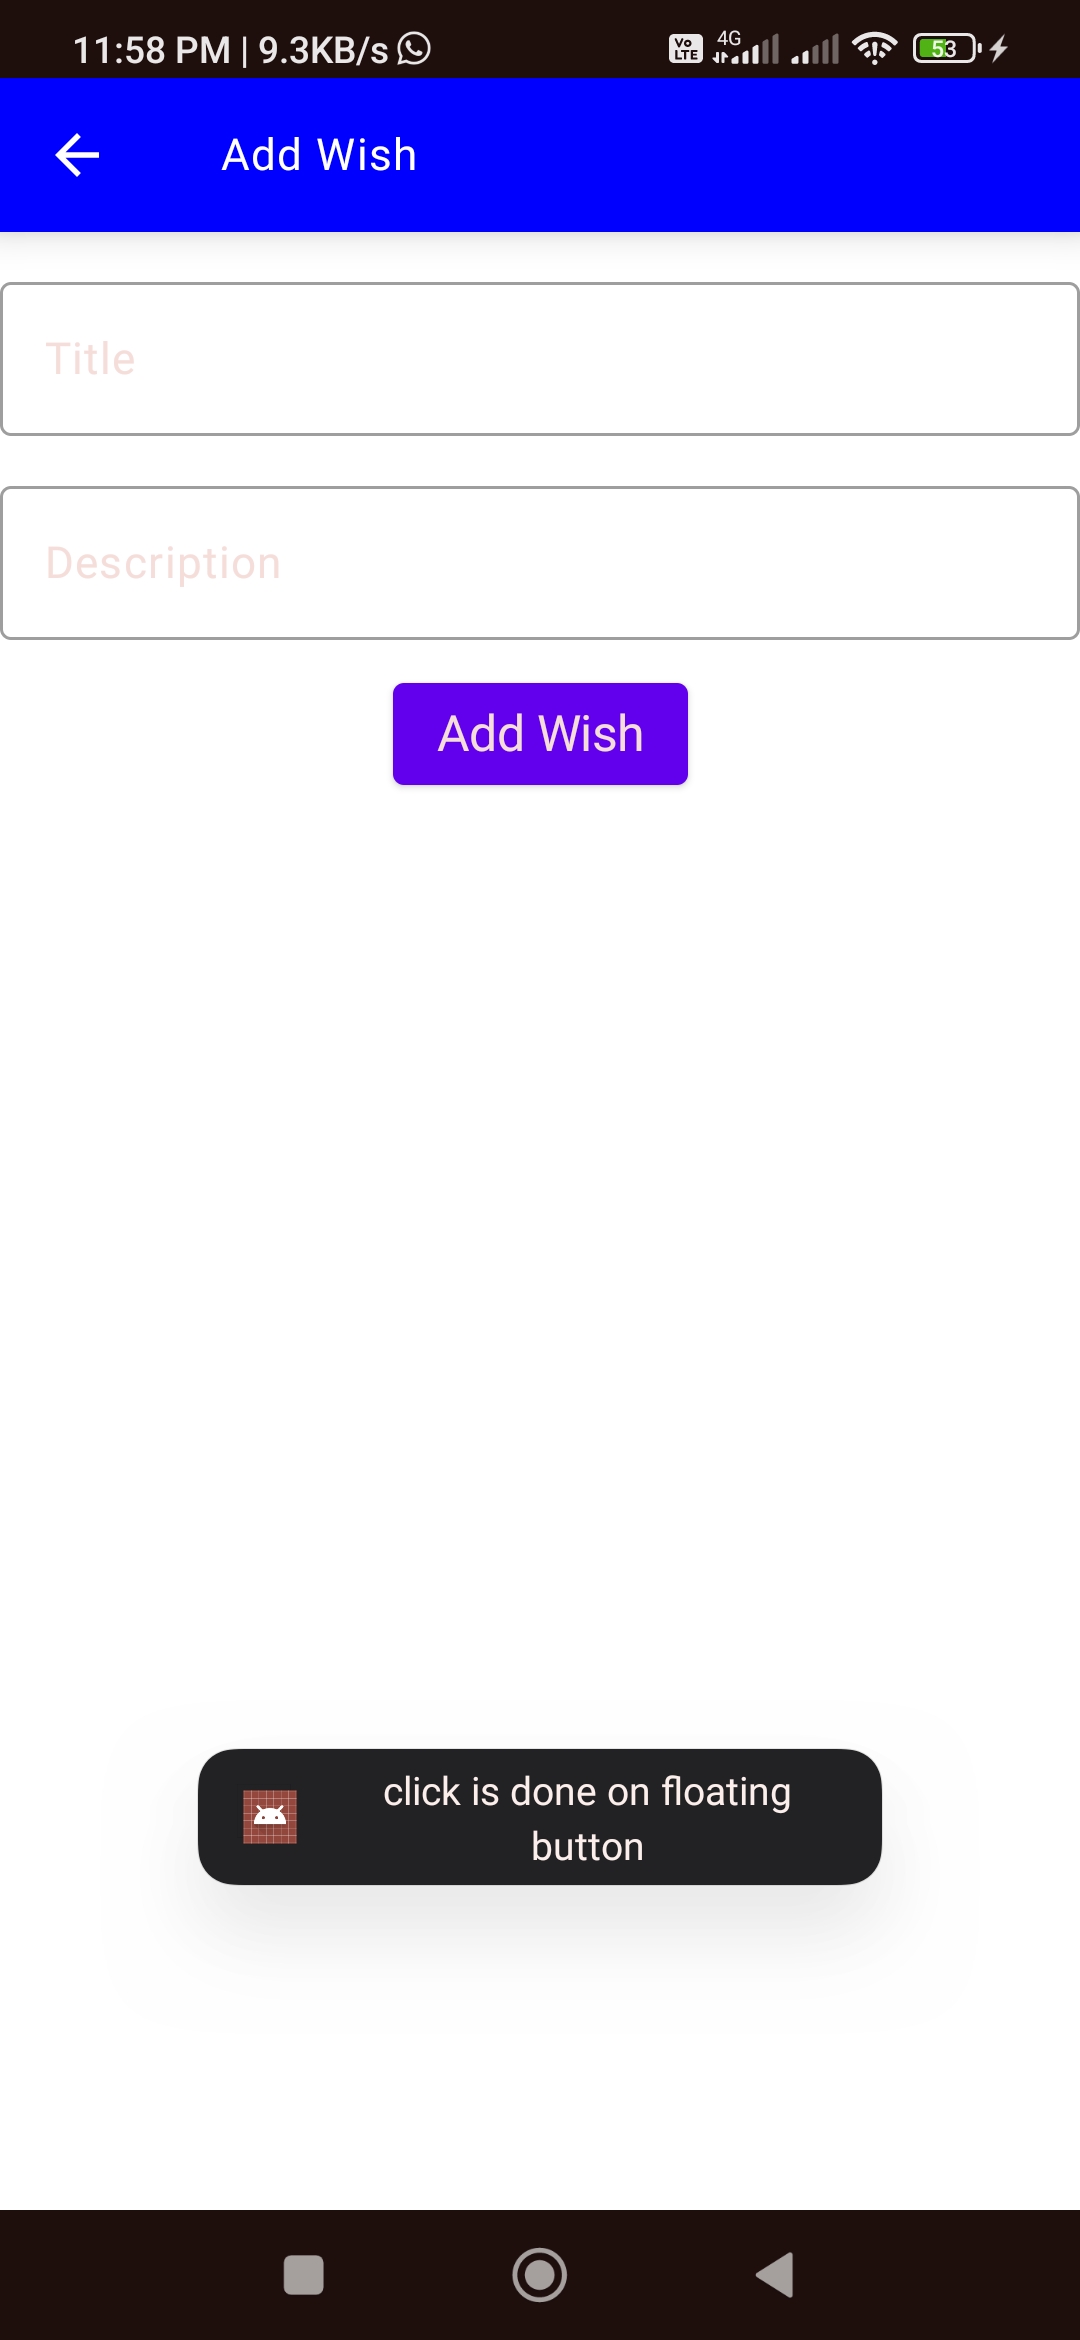 11:58 PM | 9.3KB/s Vo LTE 4G 53
Add Wish
Title
Description
Add Wish
click is done on floating
button